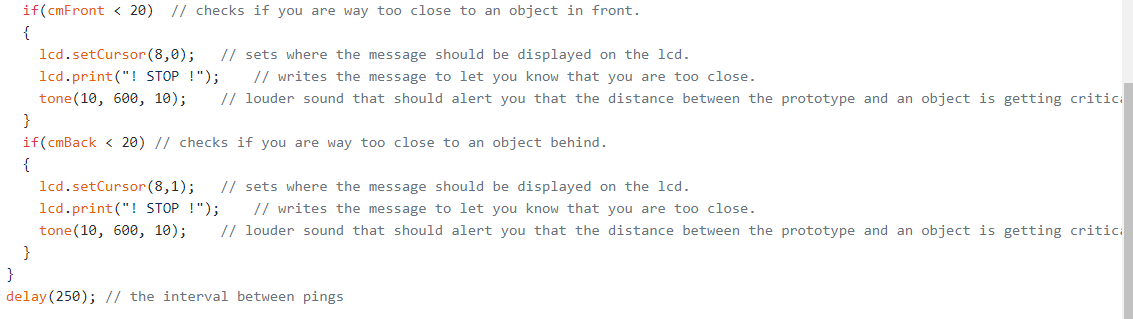 if(cmFront < 20)  // checks if you are way too close to an object in front.
{
lcd.setCursor(8,0);   // sets where the message should be displayed on the lcd.
lcd.print("! STOP !");    // writes the message to let you know that you are too close.
tone(10, 600, 10);    // louder sound that should alert you that the distance between the prototype and an object is getting critic
}
if(cmBack < 20) // checks if you are way too close to an object behind.
{
lcd.setCursor(8,1);   // sets where the message should be displayed on the lcd.
lcd.print("! STOP !");    // writes the message to let you know that you are too close.
tone(10, 600, 10);    // louder sound that should alert you that the distance between the prototype and an object is getting critic
}
}
delay(250); // the interval between pings